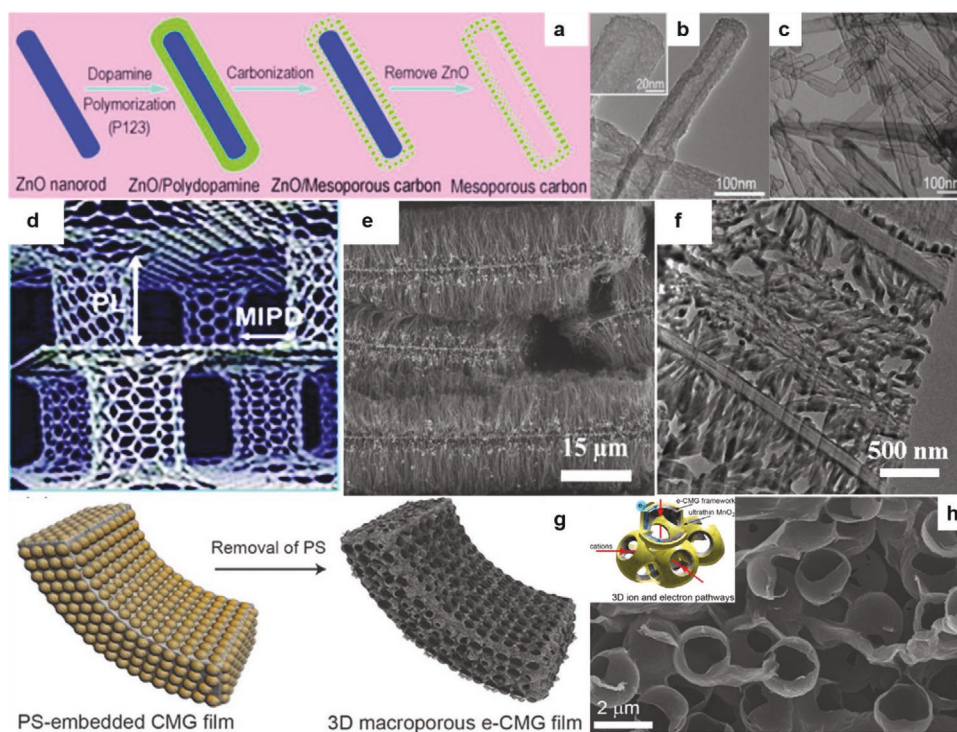 a
Dopamine
Polymorization
(P123)
Carbonization
Remove ZnO
ZnO nanorod
ZnO/Polydopamine
ZnO/Mesoporous carbon
Mesoporous carbon
b
20nm
100nm
c
100nm
d
PL
MIPD
e
15 µm
f
500 nm
g
Removal of PS
PS-embedded CMG film
3D macroporous e-CMG film
e-CMG framework
ultrathin MnO₂
cations
3D ion and electron pathways
h
2 µm